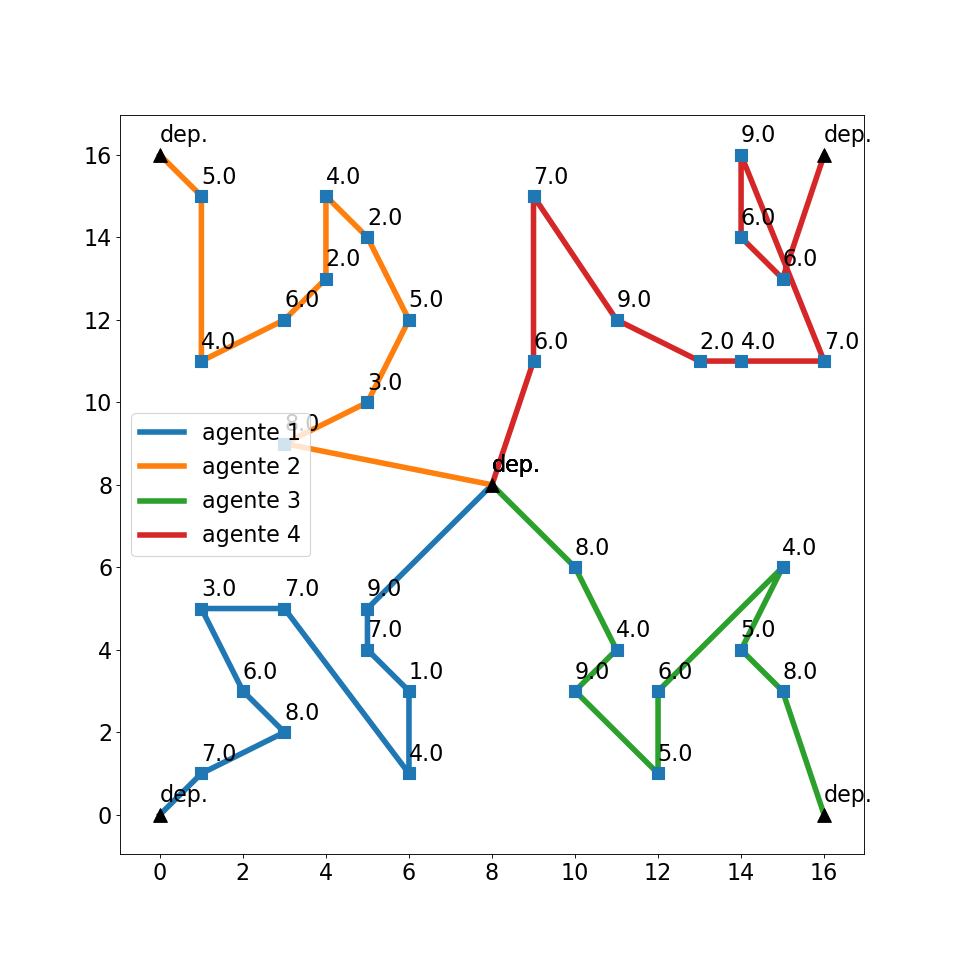 9.0 dep.
16 dep.
5.0 4.0 7.0
2.0
14 6.0
2.0 6.0
6.0 5.0 9.0
12
4.0 6.0 2.0 4.0 7.0
3.0
10
8.0
agente 1
agente 2
agente 3
agente 4
8 dep.
8.0 4.0
6
3.0 7.0 9.0
7.0 4.0 5.0
4
6.0 1.0 9.0 6.0 8.0
8.0
2
7.0 4.0 5.0
dep. dep.
0
0 2 4 6 8 10 12 14 16